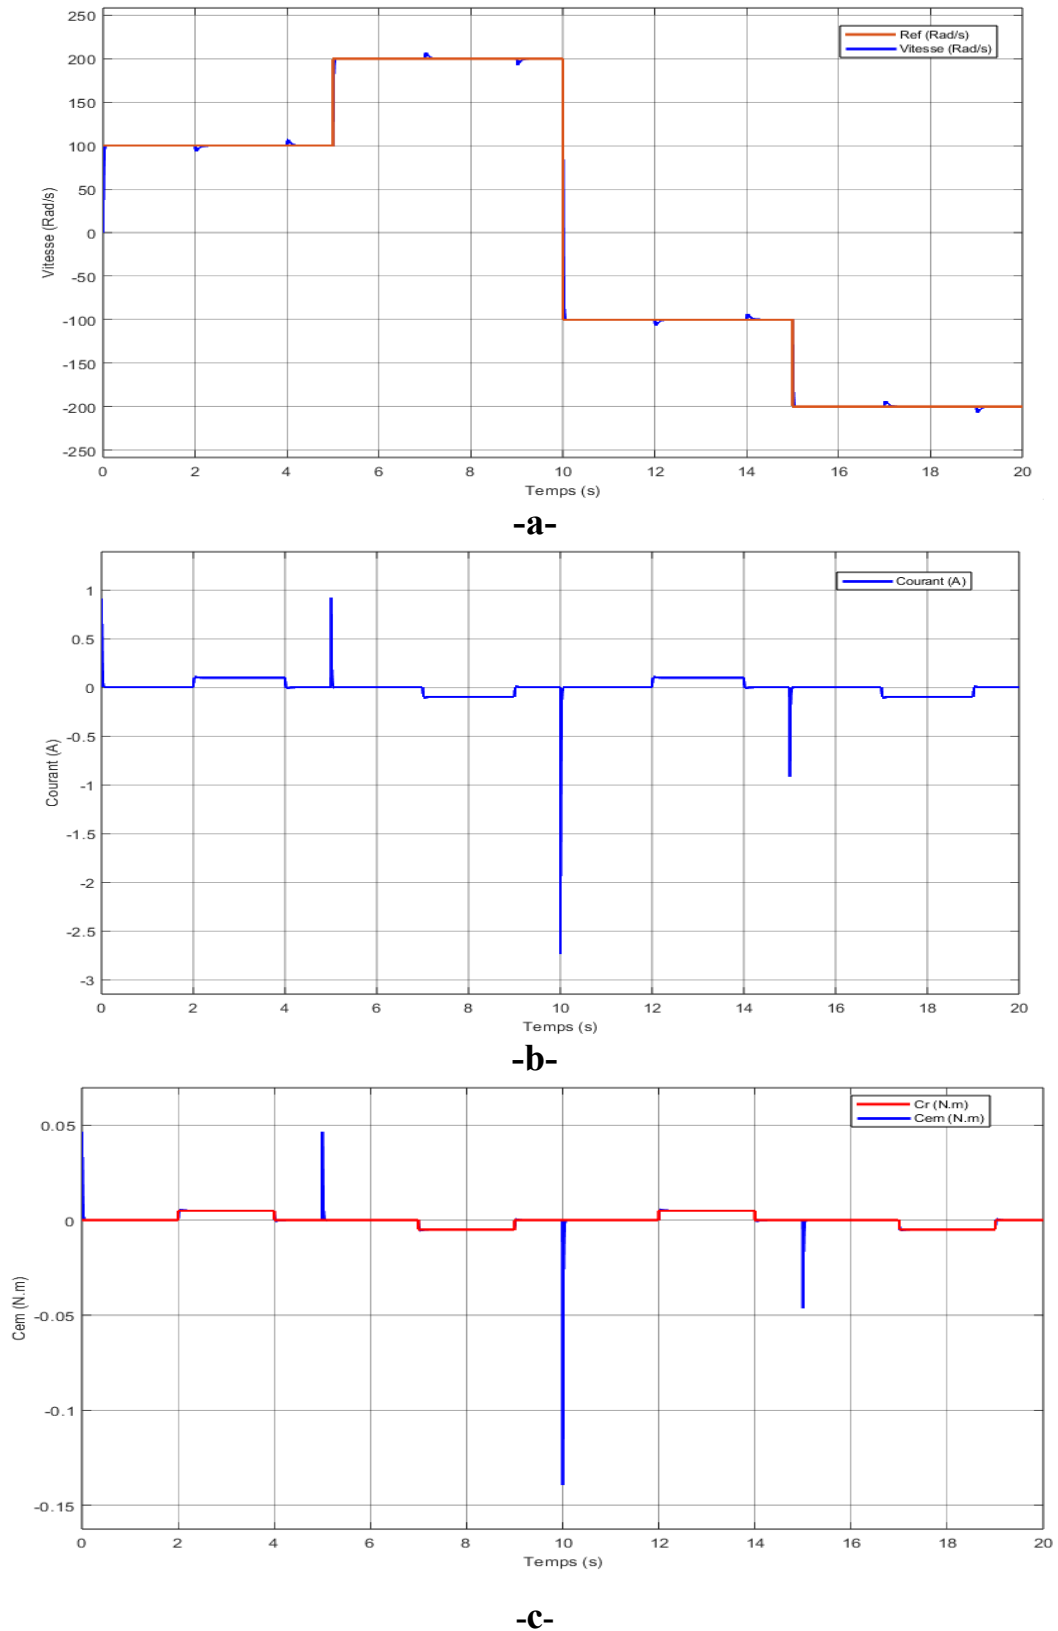 250
200
150
100
50
0
-50
-100
-150
-200
-250
Vitesse (Rad/s)
Ref (Rad/s)
Vitesse (Rad/s)
0 2 4 6 8 10 12 14 16 18 20
Temps (s)
-a-
1
0.5
0
-0.5
-1
-1.5
-2
-2.5
-3
Courant (A)
Courant (A)
0 2 4 6 8 10 12 14 16 18 20
Temps (s)
-b-
0.05
0
-0.05
-0.1
-0.15
Cem (N.m)
Cr (N.m)
Cem (N.m)
0 2 4 6 8 10 12 14 16 18 20
Temps (s)
-c-